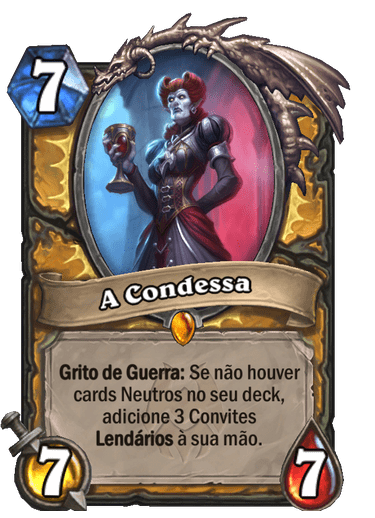 7
A Condessa
Grito de Guerra: Se não houver
cards Neutros no seu deck,
adicione 3 Convites
Lendários à sua mão.
7
7